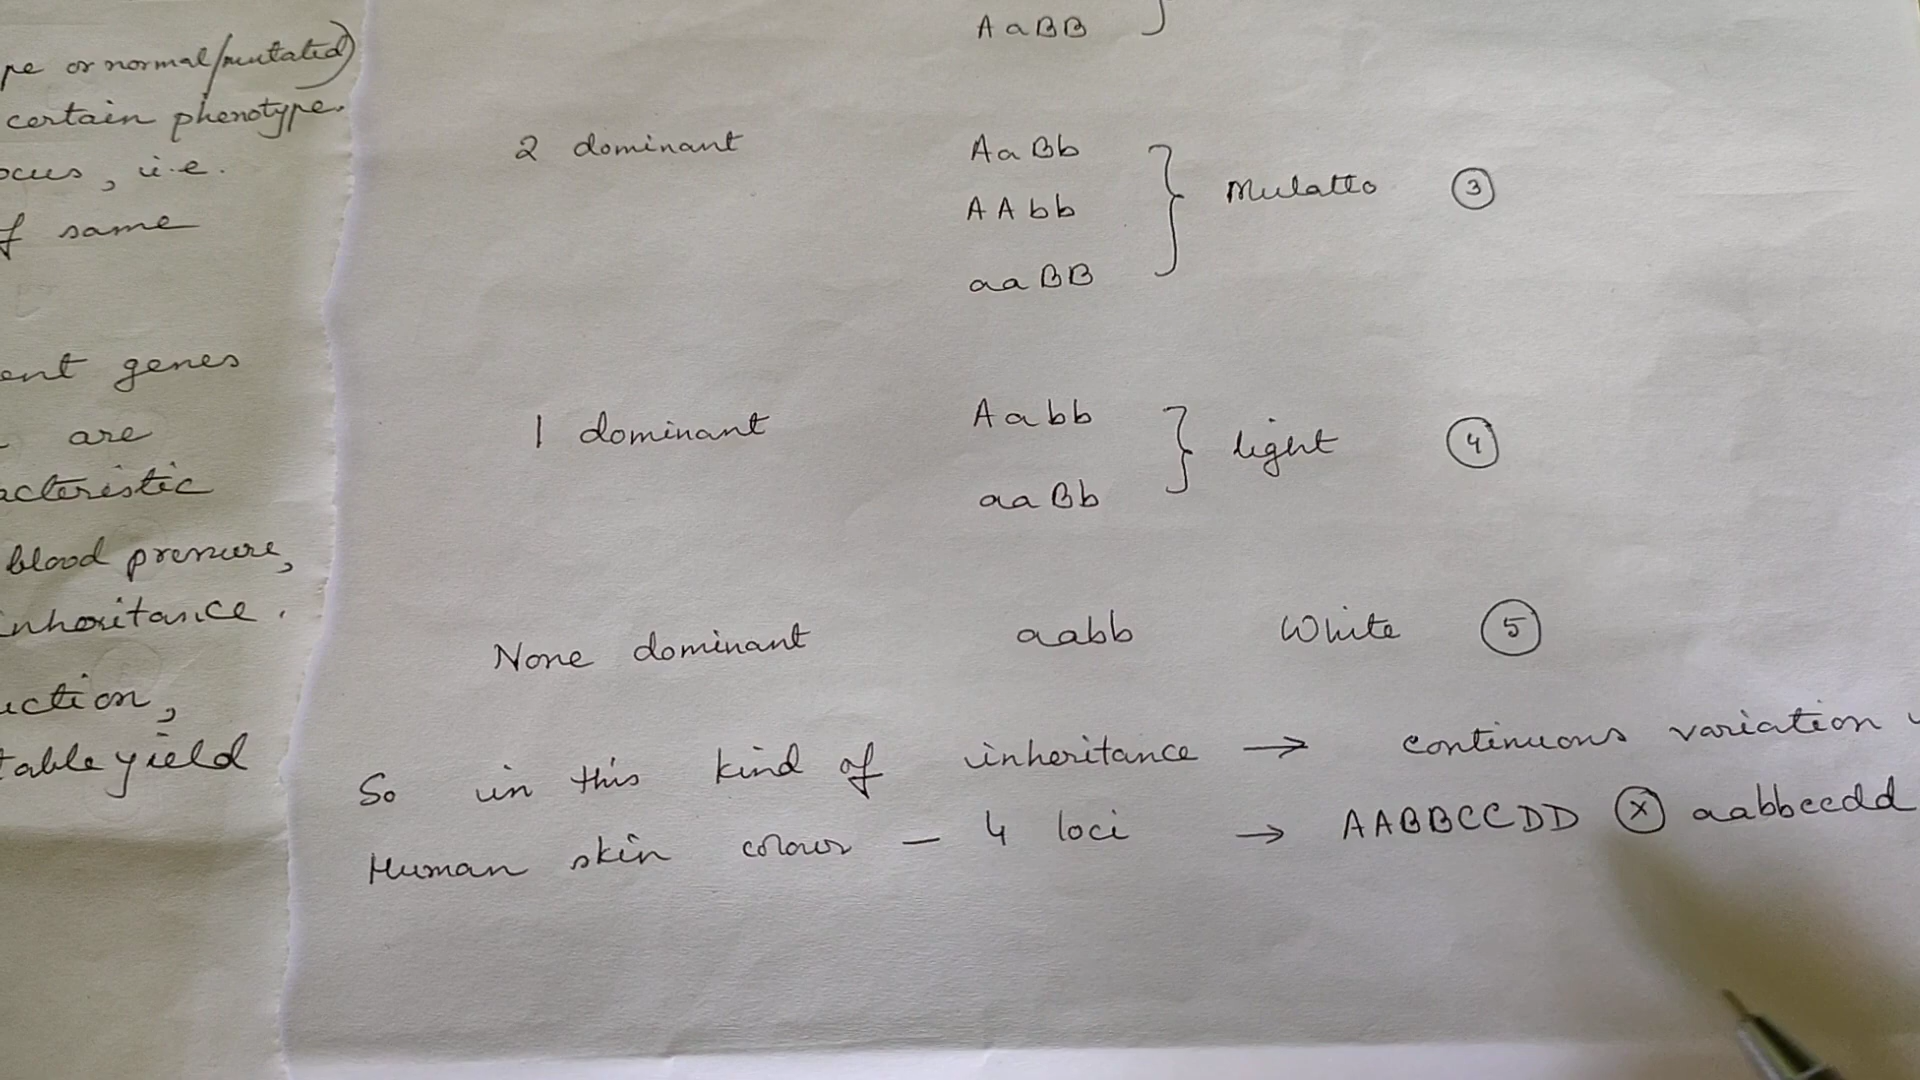 pe or normal/mutated)
certain phenotype.
ocus, i.e.
f same
ent genes
are
acteristic
blood pressure,
inheritance.
uction,
table yield
AaBB }
2 dominant AaBb
AAbb } Mulatto ③
aaBB
1 dominant Aabb
} light ④
aaBb
None dominant aabb White ⑤
So in this kind of inheritance → continuous variation
Human skin colour — 4 loci → AABBCCDD ⓧ aabbccdd